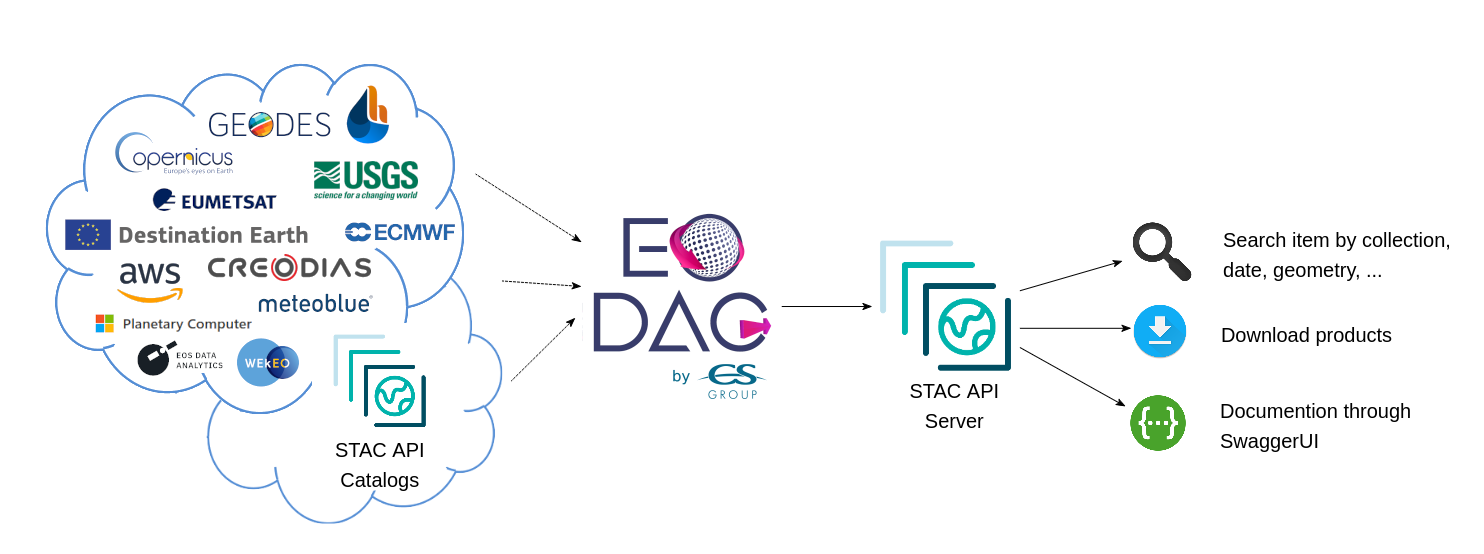 GEODES
Copernicus
Europe's eyes on Earth
USGS
science for a changing world
EUMETSAT
Destination Earth
ECMWF
aws
CREODIAS
meteoblue®
Planetary Computer
EOS DATA
ANALYTICS
WEkEO
STAC API
Catalogs
EO
DAG
by CS
GROUP
STAC API
Server
Search item by collection,
date, geometry, ...
Download products
Documention through
SwaggerUI